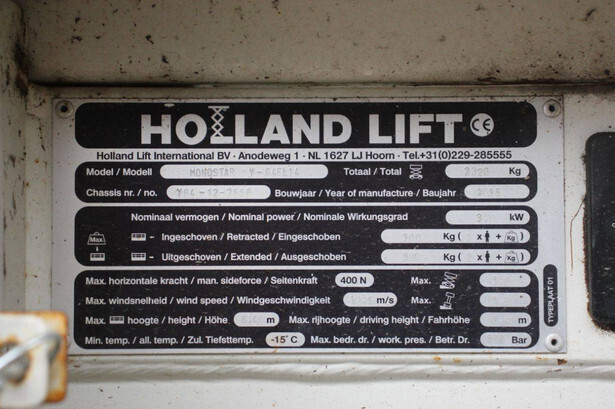 HOLLAND LIFT CE
Holland Lift International BV · Anodeweg 1 · NL 1627 LJ Hoorn · Tel.+31(0)229-285555
Model / Modell MONOSTAR Totaal / Total Kg
Chassis nr. / no. Bouwjaar / Year of manufacture / Baujahr
Nominaal vermogen / Nominal power / Nominale Wirkungsgrad kW
Max. - Ingeschoven / Retracted / Eingeschoben Kg ( x + Kg )
- Uitgeschoven / Extended / Ausgeschoben Kg ( x + Kg )
Max. horizontale kracht / man. sideforce / Seitenkraft 400 N Max.
Max. windsnelheid / wind speed / Windgeschwindigkeit m/s Max.
Max. hoogte / height / Höhe m Max. rijhoogte / driving height / Fahrhöhe m
Min. temp. / all. temp. / Zul. Tiefsttemp. -15°C Max. bedr. dr. / work. pres. / Betr. Dr. Bar
TYPEPLAAT 01